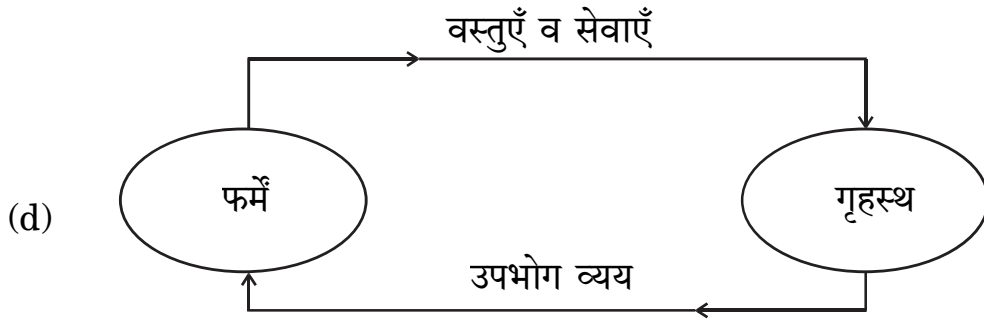 वस्तुएँ व सेवाएँ
फर्में
गृहस्थ
(d)
उपभोग व्यय